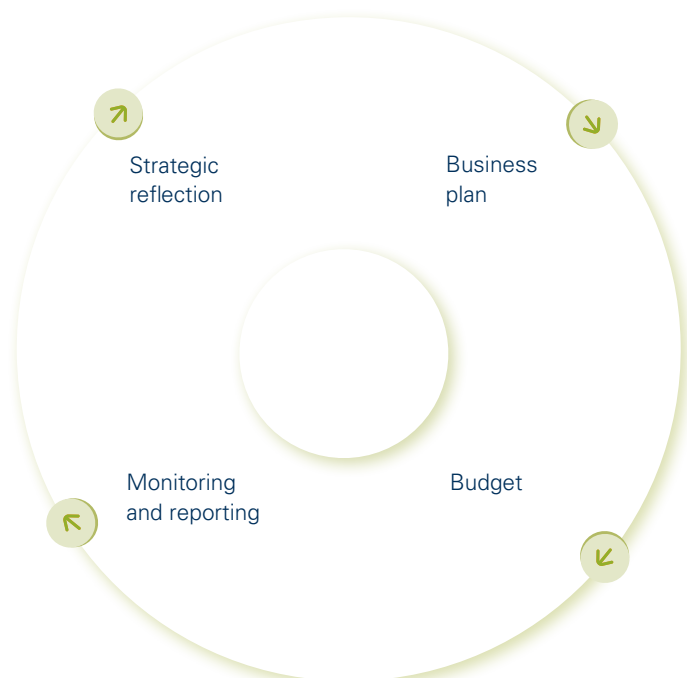 Strategic
reflection
Business
plan
Monitoring
and reporting
Budget